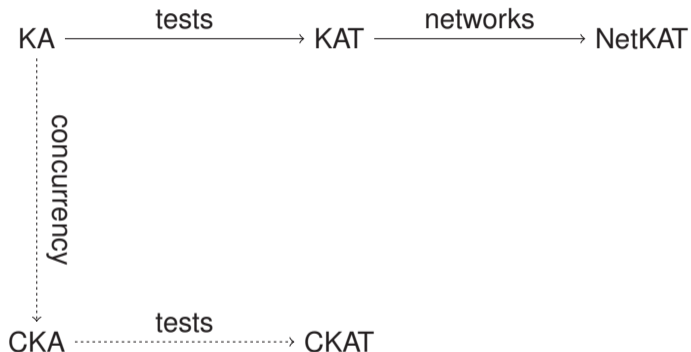 tests
networks
KA
KAT
NetKAT
concurrency
tests
CKA
CKAT